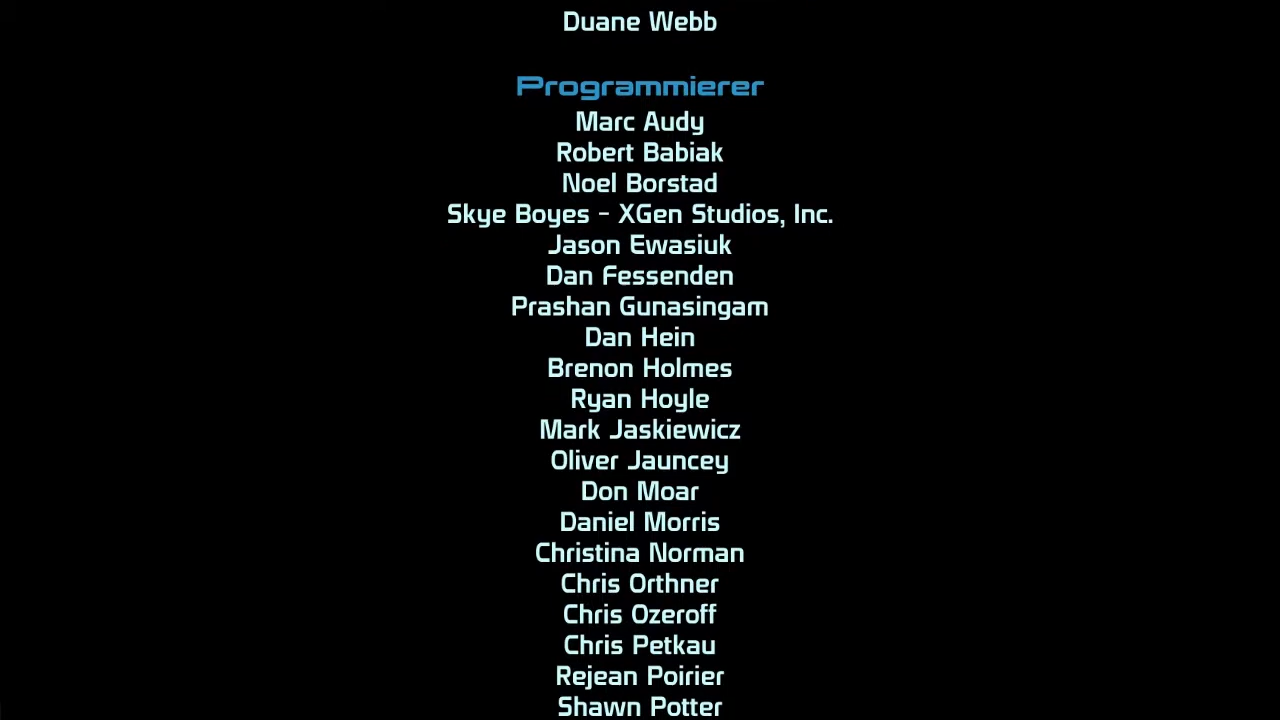 Duane Webb
Programmierer
Marc Audy
Robert Babiak
Noel Borstad
Skye Boyes - XGen Studios, Inc.
Jason Ewasiuk
Dan Fessenden
Prashan Gunasingam
Dan Hein
Brenon Holmes
Ryan Hoyle
Mark Jaskiewicz
Oliver Jauncey
Don Moar
Daniel Morris
Christina Norman
Chris Orthner
Chris Ozeroff
Chris Petkau
Rejean Poirier
Shawn Potter